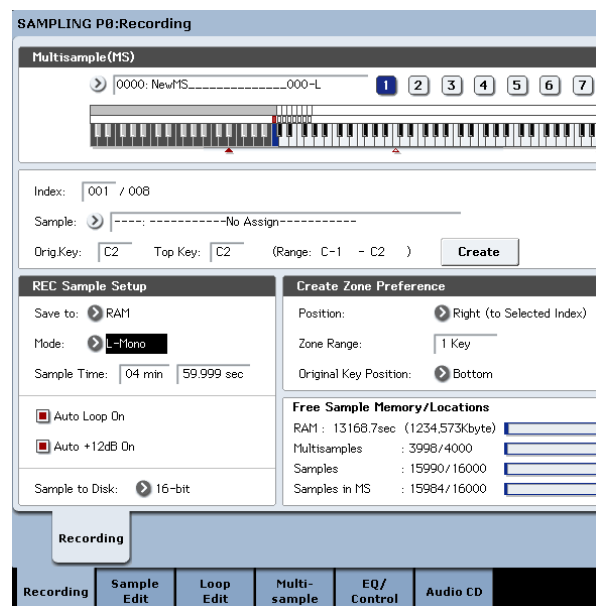 SAMPLING P0:Recording
Multisample(MS)
0000: NewMS______________000-L 1 2 3 4 5 6 7
Index: 001 / 008
Sample: ----: -----------No Assign-----------
Orig.Key: C2 Top Key: C2 (Range: C-1 - C2 ) Create
REC Sample Setup
Save to: RAM
Mode: L-Mono
Sample Time: 04 min 59.999 sec
Auto Loop On
Auto +12dB On
Sample to Disk: 16-bit
Create Zone Preference
Position: Right (to Selected Index)
Zone Range: 1 Key
Original Key Position: Bottom
Free Sample Memory/Locations
RAM : 13168.7sec (1234,573Kbyte)
Multisamples : 3998/4000
Samples : 15990/16000
Samples in MS : 15984/16000
Recording
Recording
Sample Edit
Loop Edit
Multi-sample
EQ/Control
Audio CD